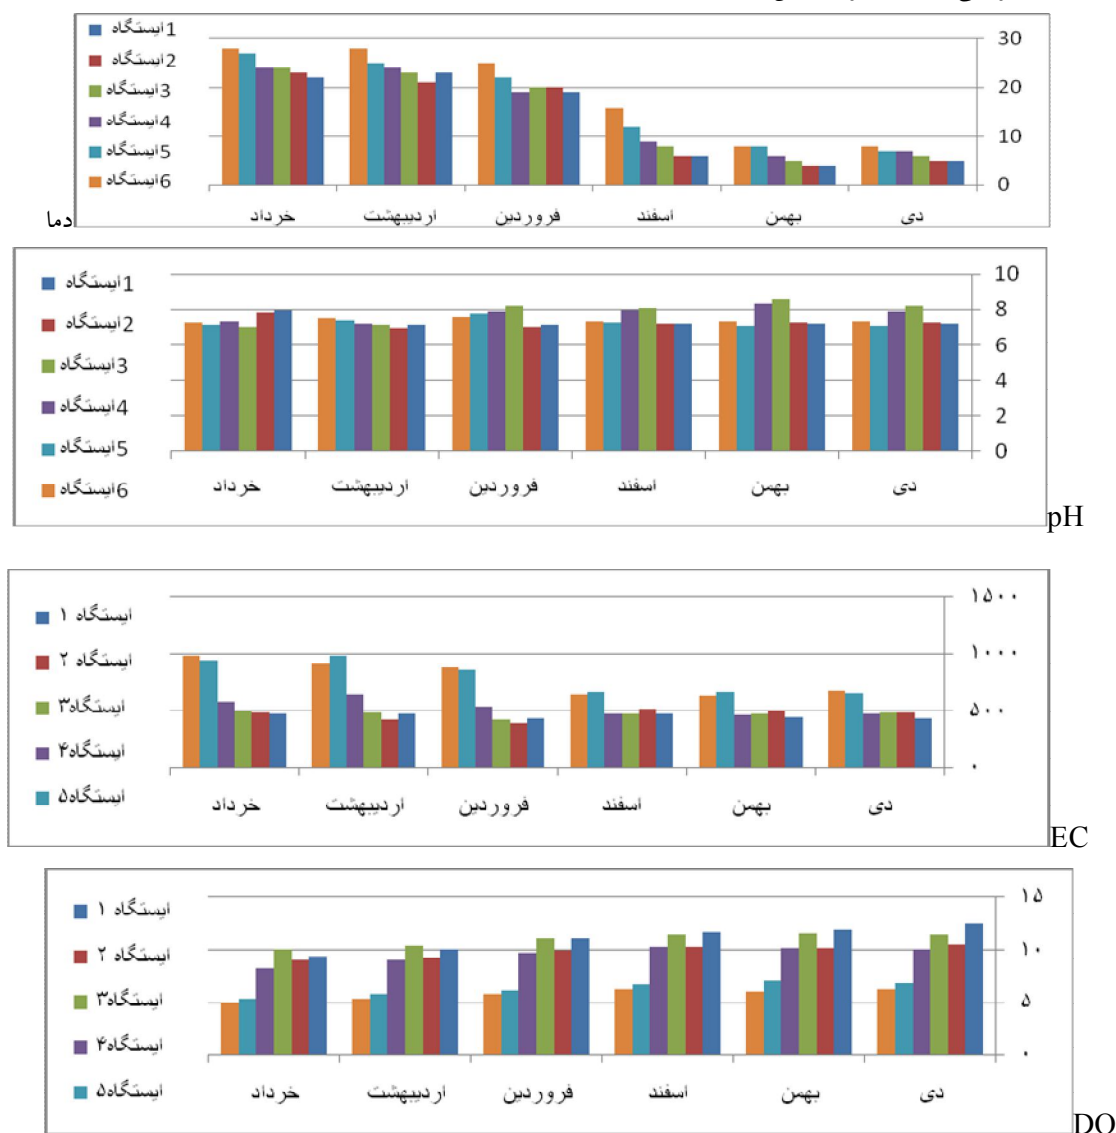 ایستگاه1
ایستگاه2
ایستگاه3
ایستگاه4
ایستگاه5
ایستگاه6
30
20
10
0
دی
بهمن
اسفند
فروردین
اردیبهشت
خرداد
دما
ایستگاه1
ایستگاه2
ایستگاه3
ایستگاه4
ایستگاه5
ایستگاه6
10
8
6
4
2
0
دی
بهمن
اسفند
فروردین
اردیبهشت
خرداد
pH
ایستگاه ۱
ایستگاه ۲
ایستگاه۳
ایستگاه۴
ایستگاه۵
۱۵۰۰
۱۰۰۰
۵۰۰
۰
دی
بهمن
اسفند
فروردین
اردیبهشت
خرداد
EC
ایستگاه ۱
ایستگاه ۲
ایستگاه۳
ایستگاه۴
ایستگاه۵
۱۵
۱۰
۵
۰
دی
بهمن
اسفند
فروردین
اردیبهشت
خرداد
DO